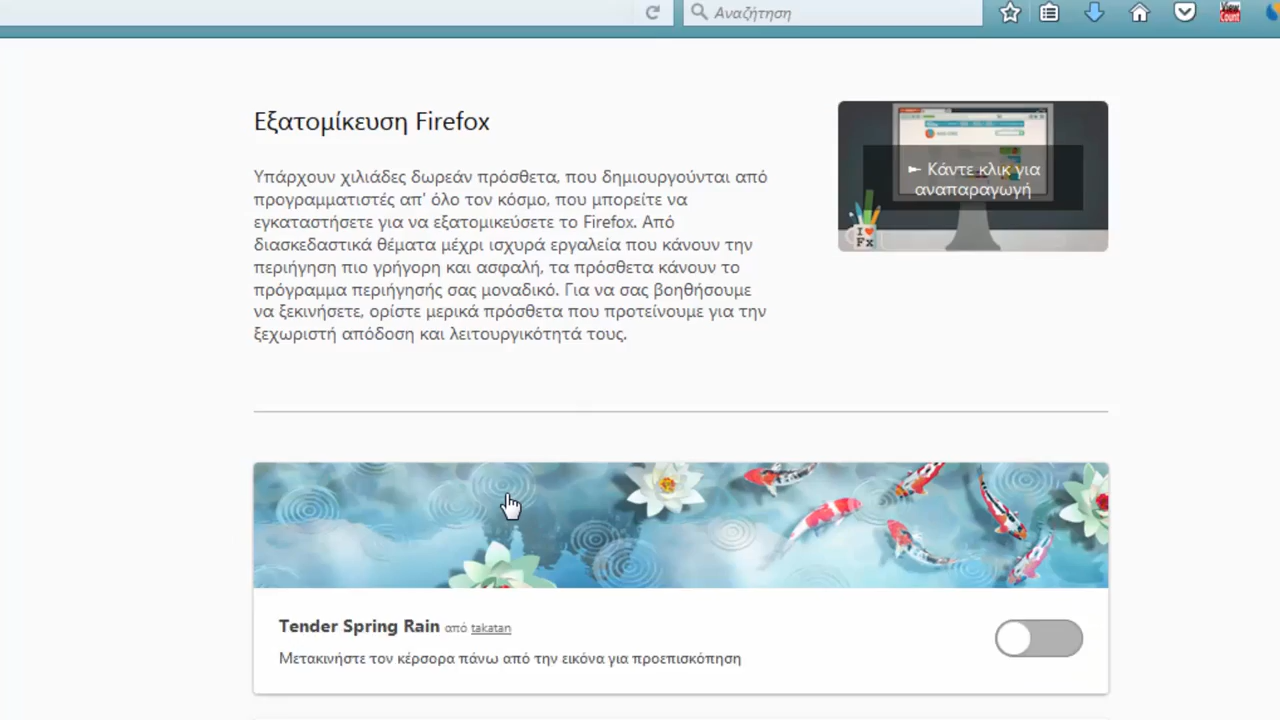 Αναζήτηση
View
Count
Εξατομίκευση Firefox
Υπάρχουν χιλιάδες δωρεάν πρόσθετα, που δημιουργούνται από
προγραμματιστές απ' όλο τον κόσμο, που μπορείτε να
εγκαταστήσετε για να εξατομικεύσετε το Firefox. Από
διασκεδαστικά θέματα μέχρι ισχυρά εργαλεία που κάνουν την
περιήγηση πιο γρήγορη και ασφαλή, τα πρόσθετα κάνουν το
πρόγραμμα περιήγησής σας μοναδικό. Για να σας βοηθήσουμε
να ξεκινήσετε, ορίστε μερικά πρόσθετα που προτείνουμε για την
ξεχωριστή απόδοση και λειτουργικότητά τους.
Κάντε κλικ για
αναπαραγωγή
I
Fx
Tender Spring Rain από takatan
Μετακινήστε τον κέρσορα πάνω από την εικόνα για προεπισκόπηση